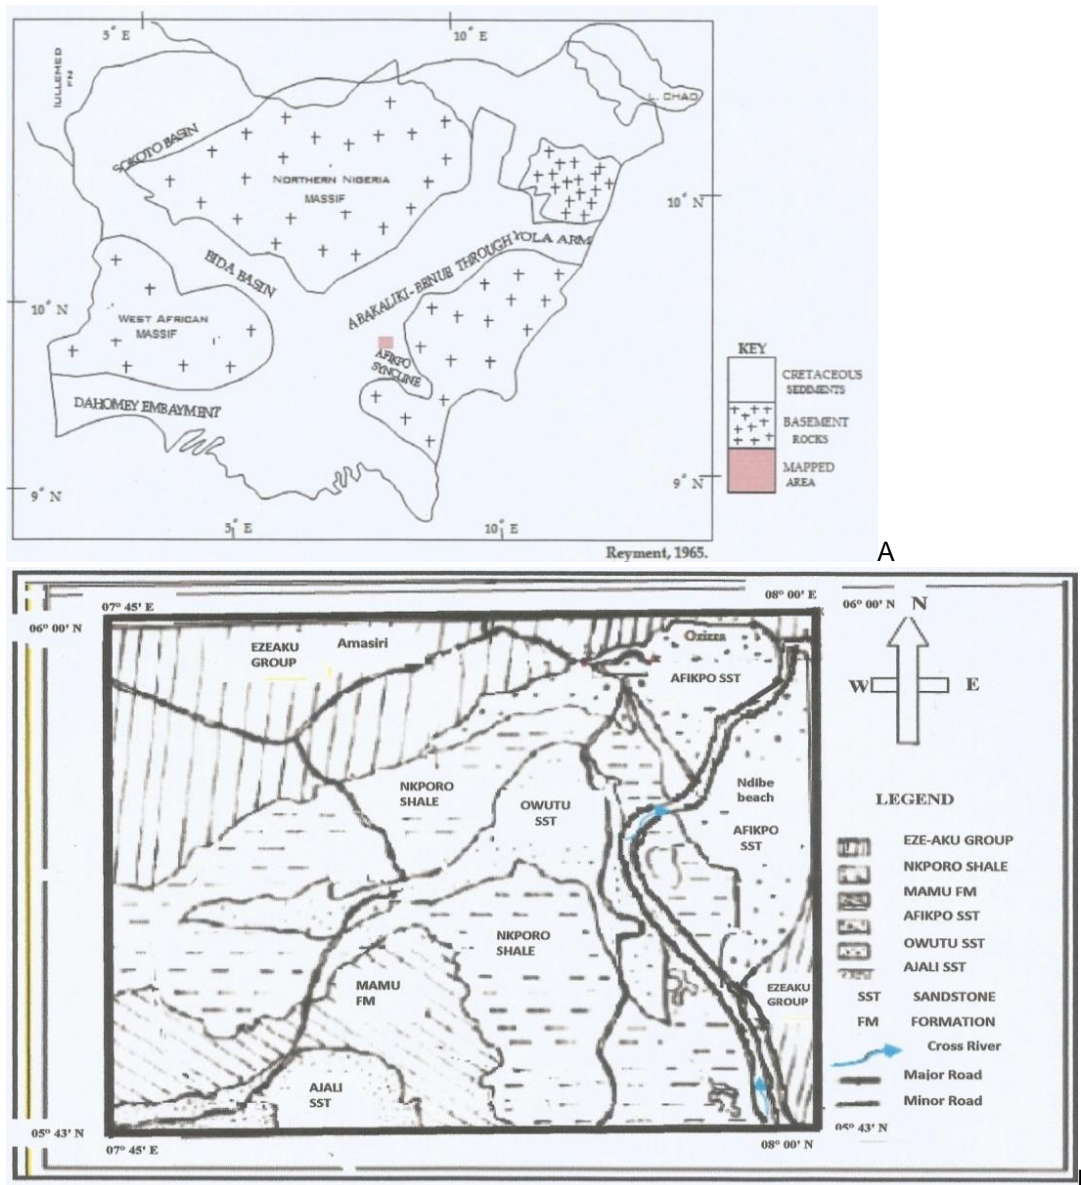 5° E
10° E
IULLEMED
FN
L. CHAD
SOKOTO BASIN
NORTHERN NIGERIA
MASSIF
10° N
YOLA ARM
ABAKALIKI-BENUE THROUGH
BIDA BASIN
10° N
WEST AFRICAN
MASSIF
AFIKPO
SYNCLINE
DAHOMEY EMBAYMENT
KEY
CRETACEOUS
SEDIMENTS
BASEMENT
ROCKS
MAPPED
AREA
9° N
9° N
5° E
10° E
Reyment, 1965.
A
07° 45' E
08° 00' E
06° 00' N
N
06° 00' N
EZEAKU
GROUP
Amasiri
Ozizza
AFIKPO SST
W
E
NKPORO
SHALE
OWUTU
SST
Ndibe
beach
AFIKPO
SST
LEGEND
EZE-AKU GROUP
NKPORO SHALE
MAMU FM
AFIKPO SST
OWUTU SST
AJALI SST
SST SANDSTONE
FM FORMATION
Cross River
Major Road
Minor Road
NKPORO
SHALE
MAMU
FM
EZEAKU
GROUP
AJALI
SST
05° 43' N
05° 43' N
07° 45' E
08° 00' N